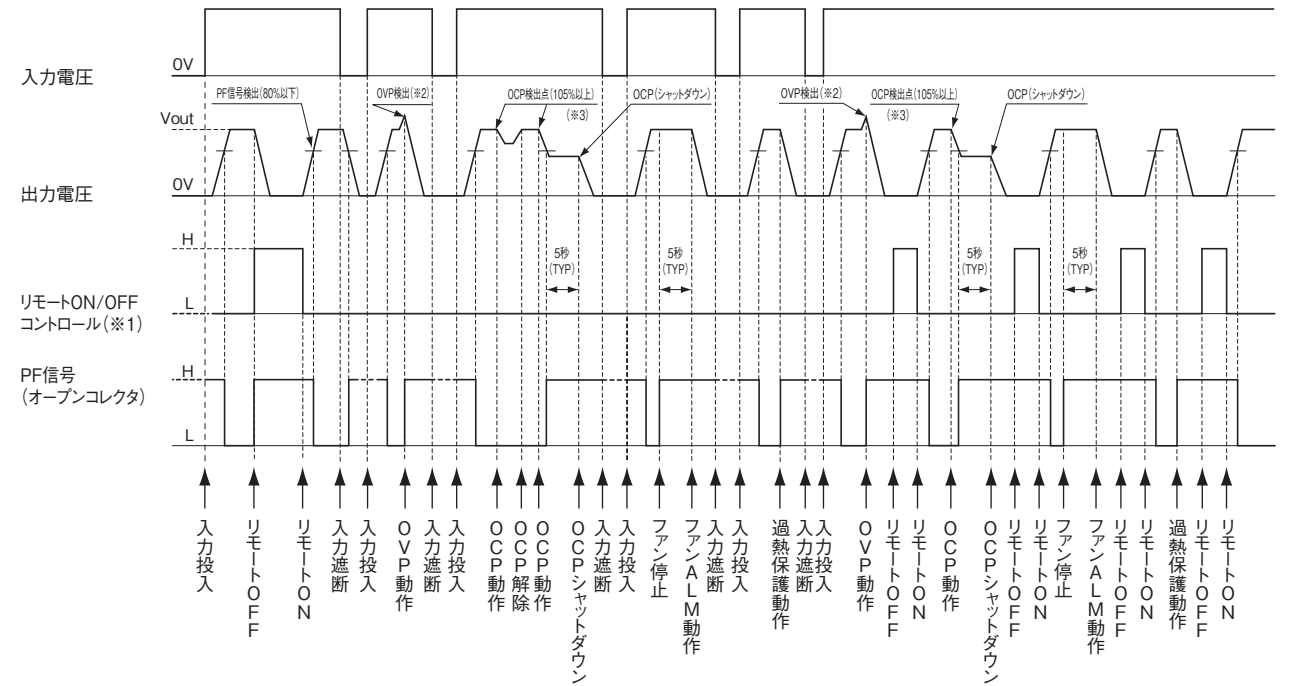 入力電圧
0V
PF信号検出(80%以下)
OVP検出(※2)
OCP検出点(105%以上)
(※3)
OCP(シャットダウン)
OVP検出(※2)
OCP検出点(105%以上)
(※3)
OCP(シャットダウン)
Vout
出力電圧
0V
H
5秒
(TYP)
5秒
(TYP)
5秒
(TYP)
5秒
(TYP)
リモートON/OFF
コントロール(※1)
L
PF信号
(オープンコレクタ)
H
L
入力投入
リモートOFF
リモートON
入力遮断
入力投入
OVP動作
入力遮断
入力投入
OCP動作
OCP解除
OCP動作
OCPシャットダウン
入力遮断
入力投入
ファン停止
ファンALM動作
入力遮断
入力投入
過熱保護動作
入力遮断
入力投入
OVP動作
リモートOFF
リモートON
OCP動作
OCPシャットダウン
リモートOFF
リモートON
ファン停止
ファンALM動作
リモートOFF
リモートON
過熱保護動作
リモートOFF
リモートON